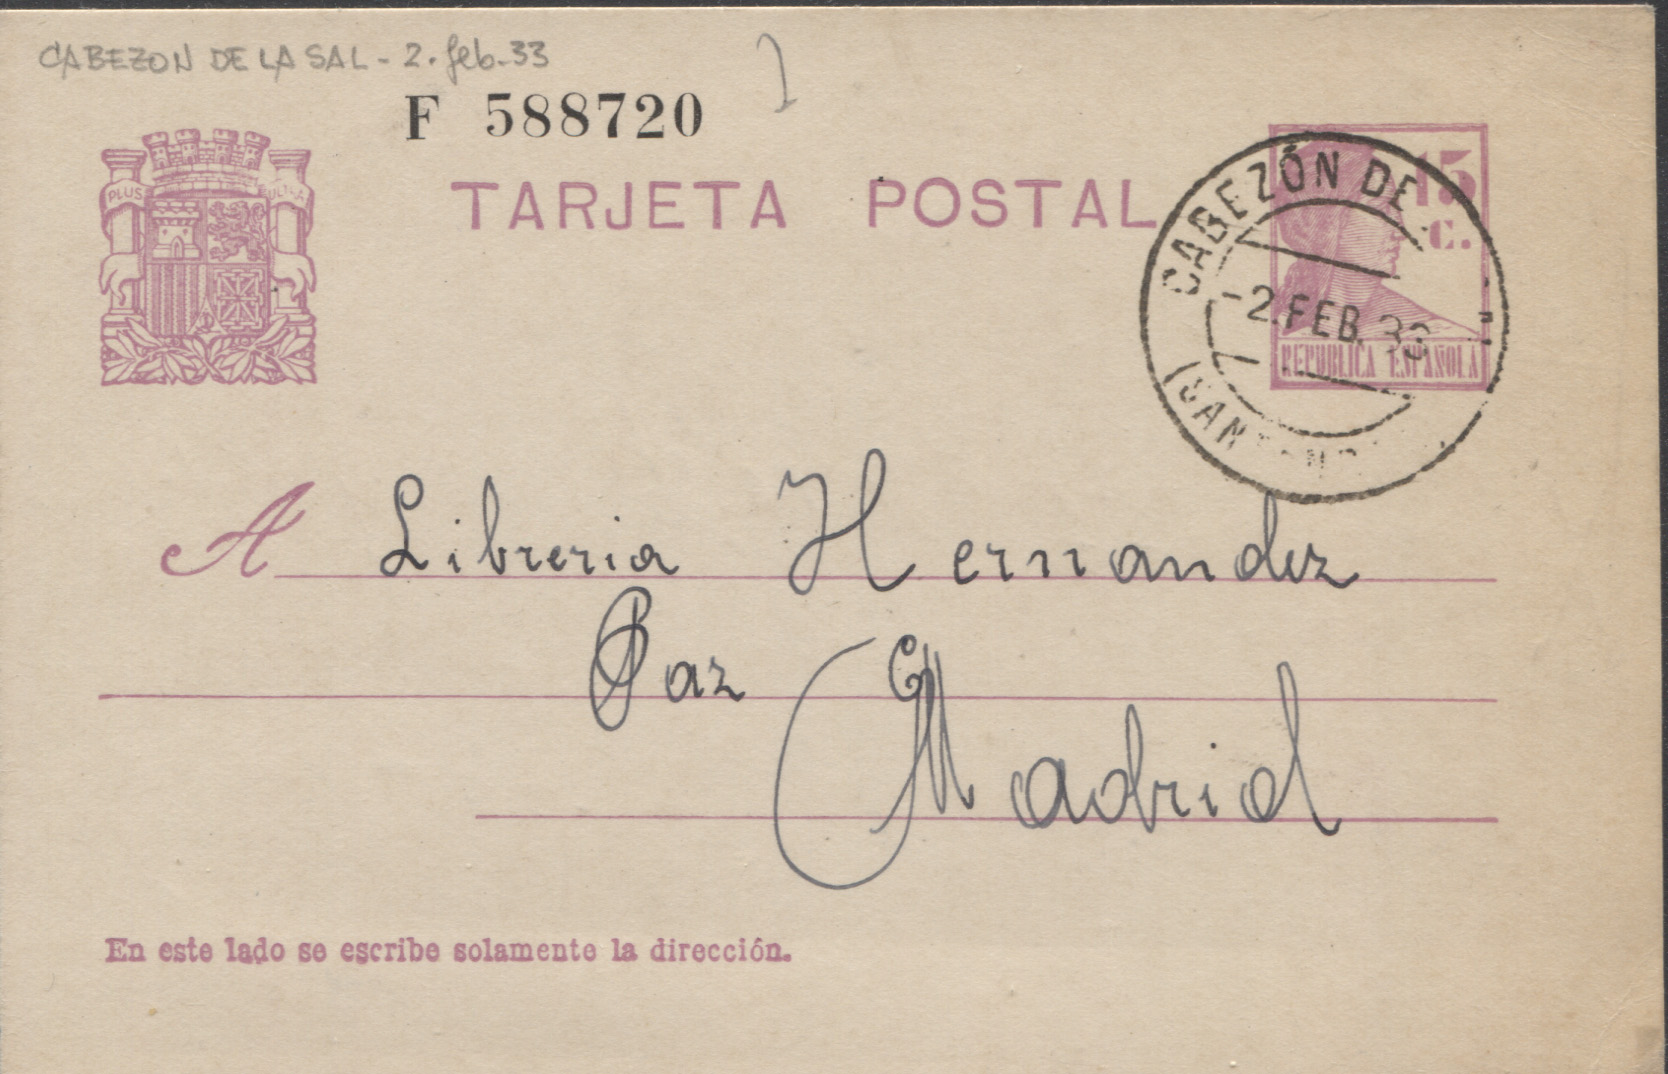 CABEZON DE LA SAL - 2. feb. 33
F 588720
PLUS ULTRA
TARJETA POSTAL
15
C.
CABEZÓN DE
-2.FEB.33
REPUBLICA ESPAÑOLA
A Libreria Hernandez
Paz 9
Madrid
En este lado se escribe solamente la dirección.